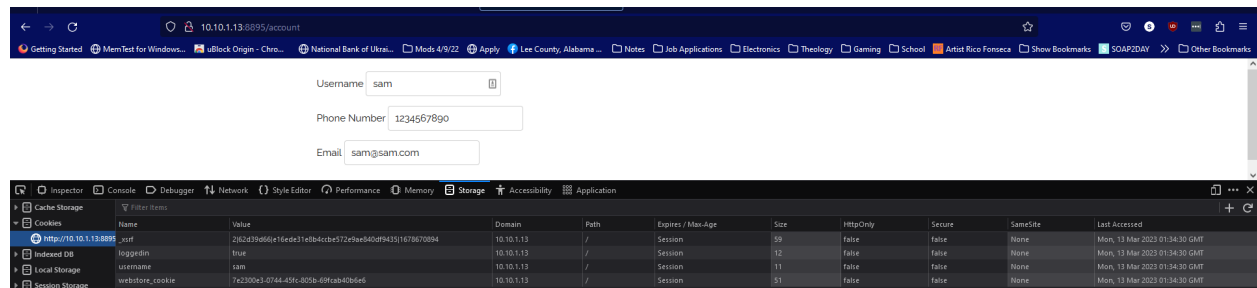 10.10.1.13:8895/account
Getting Started MemTest for Windows... uBlock Origin - Chro... National Bank of Ukrai... Mods 4/9/22 Apply Lee County, Alabama ... Notes Job Applications Electronics Theology Gaming School Artist Rico Fonseca Show Bookmarks SOAP2DAY Other Bookmarks
Username sam
Phone Number 1234567890
Email sam@sam.com
Inspector Console Debugger Network Style Editor Performance Memory Storage Accessibility Application
Cache Storage Filter Items
Cookies Name Value Domain Path Expires / Max-Age Size HttpOnly Secure SameSite Last Accessed
http://10.10.1.13:8895 _xsrf 2|62d39d66|e16ede31e8b4ccbe572e9ae840df9435|1678670894 10.10.1.13 / Session 59 false false None Mon, 13 Mar 2023 01:34:30 GMT
Indexed DB loggedin true 10.10.1.13 / Session 12 false false None Mon, 13 Mar 2023 01:34:30 GMT
Local Storage username sam 10.10.1.13 / Session 11 false false None Mon, 13 Mar 2023 01:34:30 GMT
Session Storage webstore_cookie 7e2300e3-0744-45fc-805b-69fcab40b6e6 10.10.1.13 / Session 51 false false None Mon, 13 Mar 2023 01:34:30 GMT